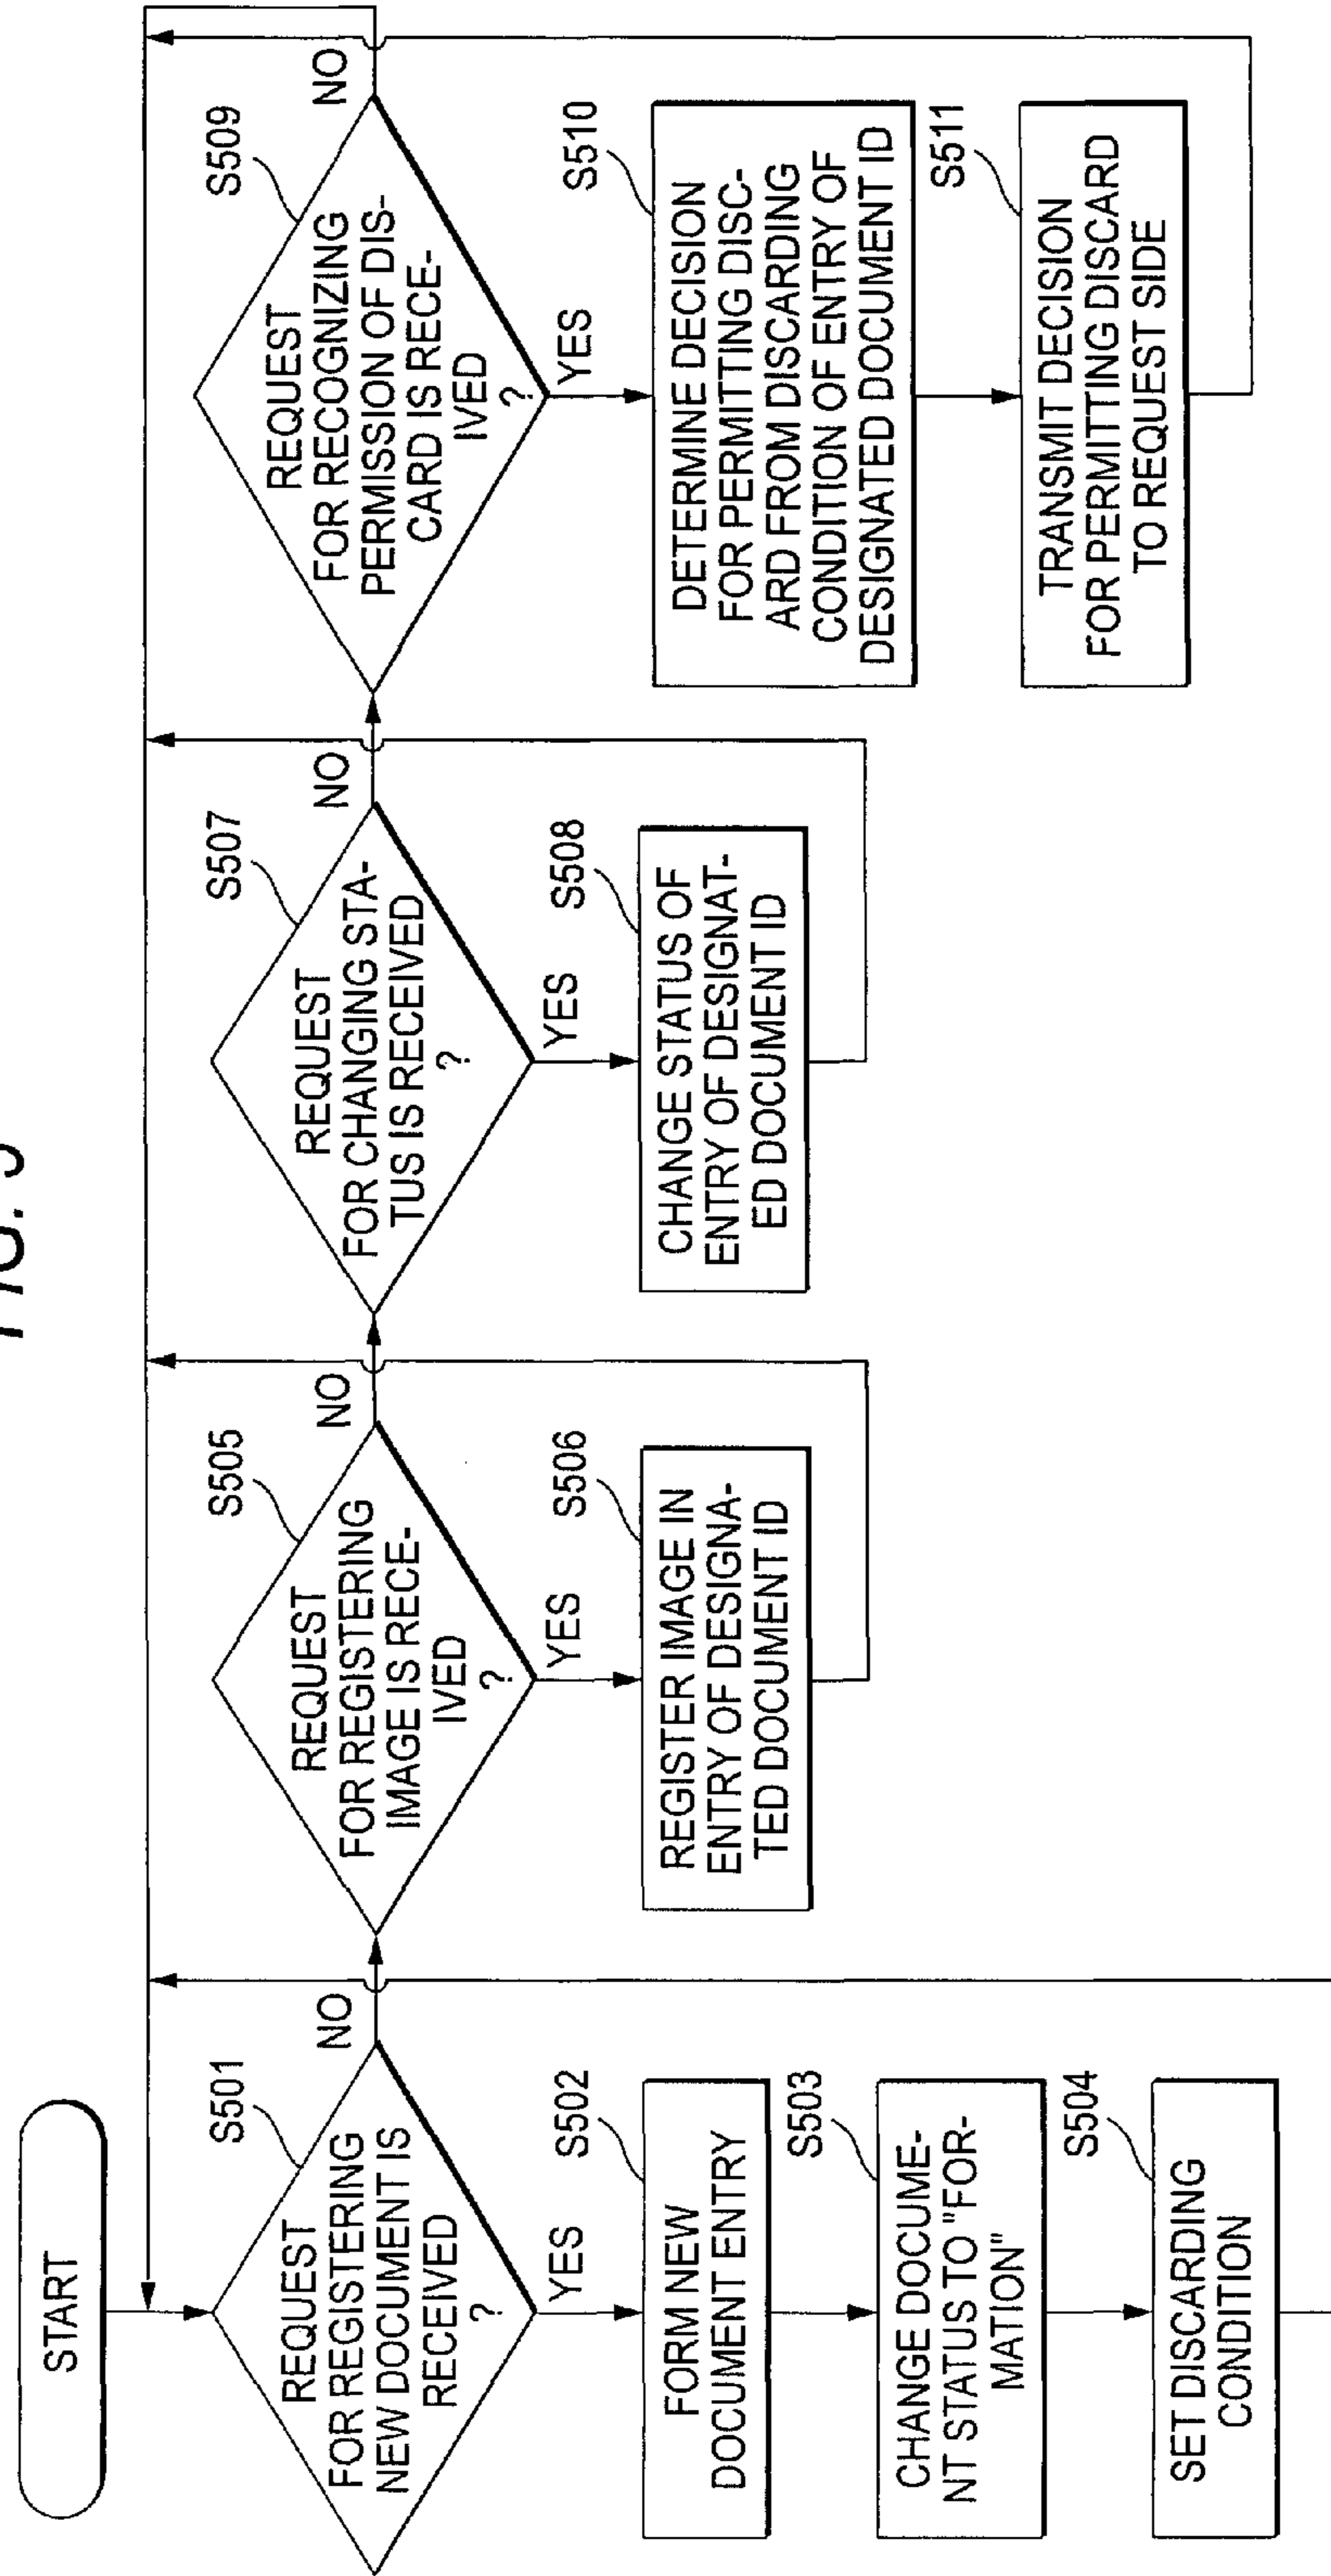 START
S501
REQUEST
FOR REGISTERING
NEW DOCUMENT IS
RECEIVED
?
NO
YES
S502
FORM NEW
DOCUMENT ENTRY
S503
CHANGE DOCUME-
NT STATUS TO "FOR-
MATION"
S504
SET DISCARDING
CONDITION
S505
REQUEST
FOR REGISTERING
IMAGE IS RECE-
IVED
?
NO
YES
S506
REGISTER IMAGE IN
ENTRY OF DESIGNA-
TED DOCUMENT ID
S507
REQUEST
FOR CHANGING STA-
TUS IS RECEIVED
?
NO
YES
S508
CHANGE STATUS OF
ENTRY OF DESIGNAT-
ED DOCUMENT ID
S509
REQUEST
FOR RECOGNIZING
PERMISSION OF DIS-
CARD IS RECE-
IVED
?
NO
YES
S510
DETERMINE DECISION
FOR PERMITTING DISC-
ARD FROM DISCARDING
CONDITION OF ENTRY OF
DESIGNATED DOCUMENT ID
S511
TRANSMIT DECISION
FOR PERMITTING DISCARD
TO REQUEST SIDE